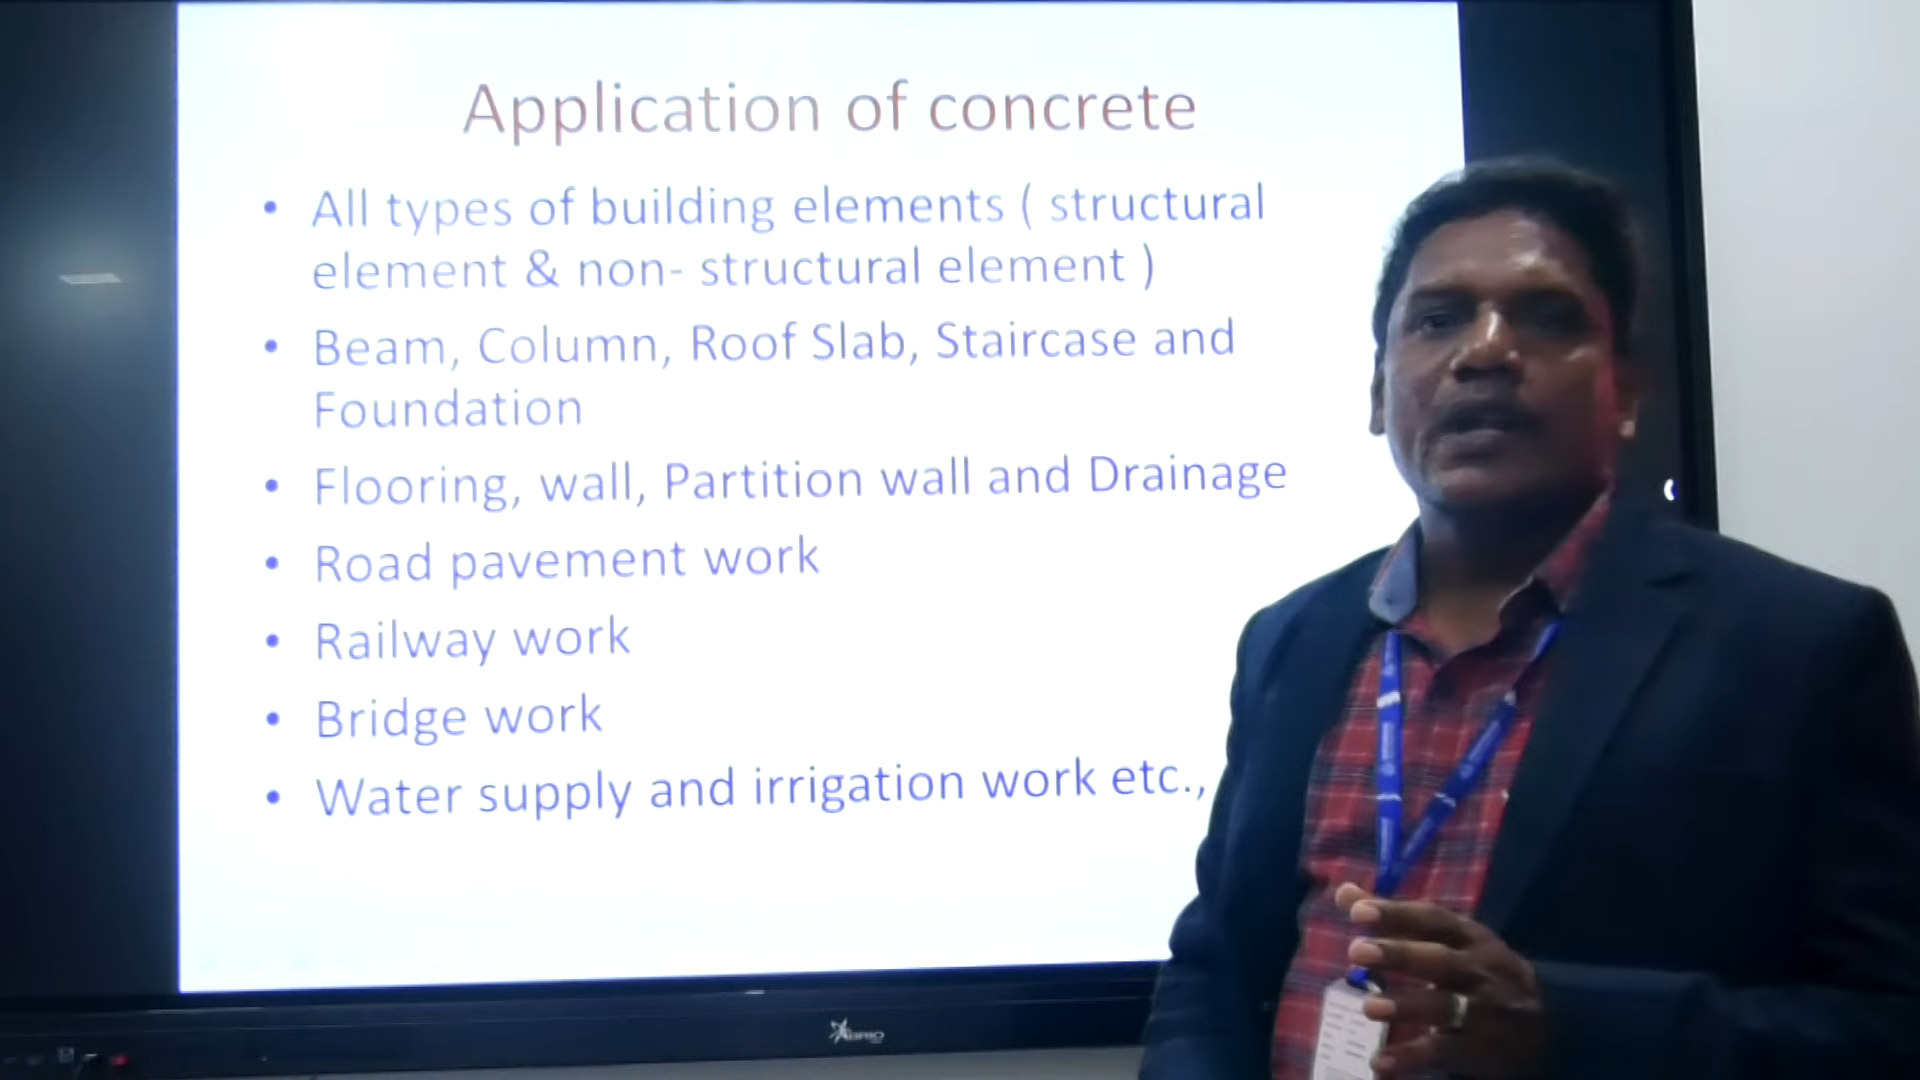 Application of concrete
• All types of building elements ( structural
element & non- structural element )
• Beam, Column, Roof Slab, Staircase and
Foundation
• Flooring, wall, Partition wall and Drainage
• Road pavement work
• Railway work
• Bridge work
• Water supply and irrigation work etc.,